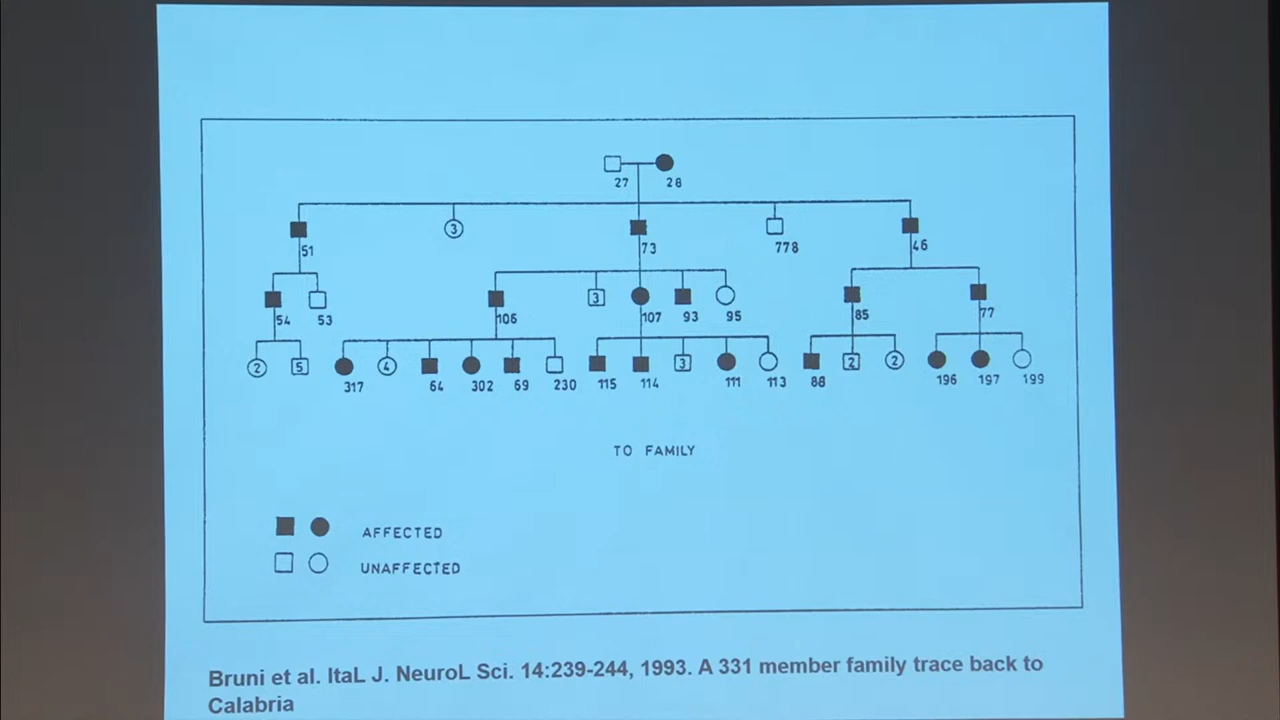 27 28
3
51 73 778 46
3
54 53 106 107 93 95 85 77
2 5 4 3 2 2
317 64 302 69 230 115 114 111 113 88 196 197 199
TO FAMILY
AFFECTED
UNAFFECTED
Bruni et al. ItaL J. NeuroL Sci. 14:239-244, 1993. A 331 member family trace back to
Calabria